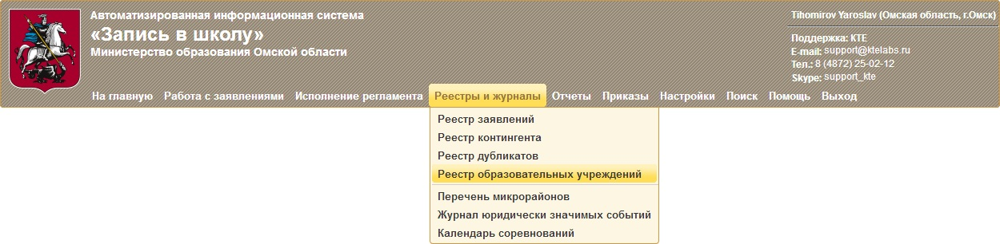 Автоматизированная информационная система
«Запись в школу»
Министерство образования Омской области
Tihomirov Yaroslav (Омская область, г.Омск)
Поддержка: КТЕ
E-mail: support@ktelabs.ru
Тел.: 8 (4872) 25-02-12
Skype: support_kte
На главную Работа с заявлениями Исполнение регламента Реестры и журналы Отчеты Приказы Настройки Поиск Помощь Выход
Реестр заявлений
Реестр контингента
Реестр дубликатов
Реестр образовательных учреждений
Перечень микрорайонов
Журнал юридически значимых событий
Календарь соревнований